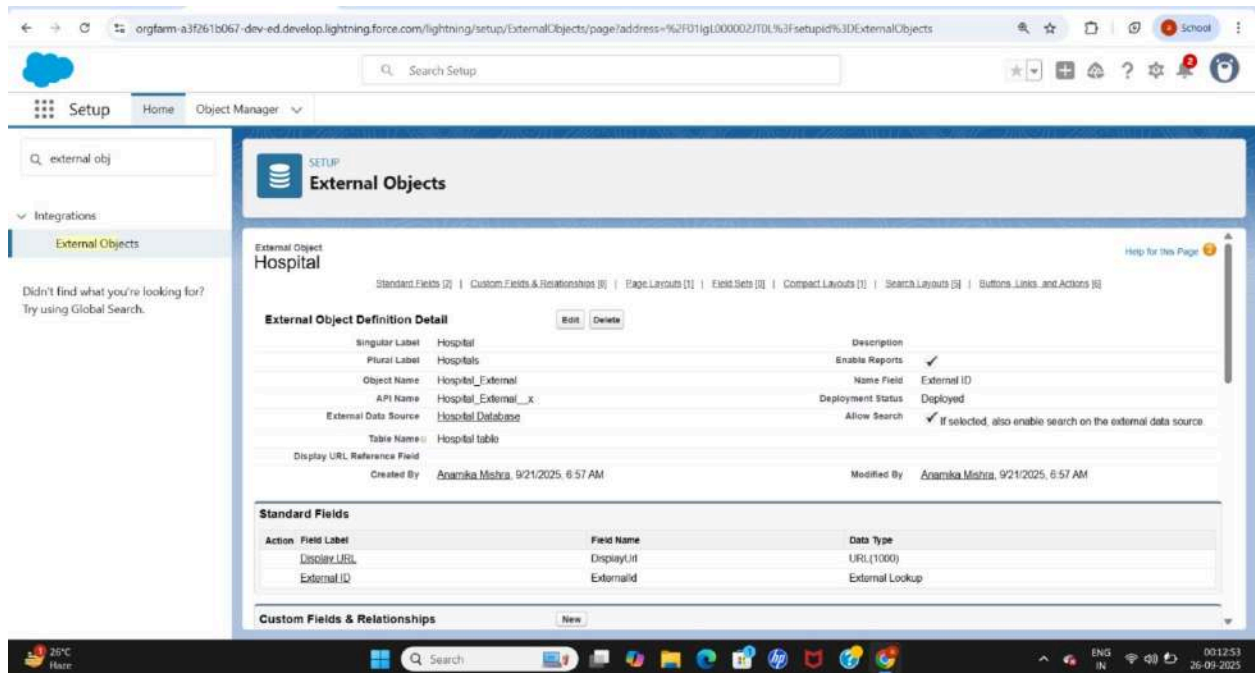 orgfarm-a3f261b067-dev-ed.develop.lightning.force.com/lightning/setup/ExternalObjects/page?address=%2F01IgL000002JT0L%3Fsetupid%3DExternalObjects
School
Search Setup
2
Setup Home Object Manager
external obj
Integrations
External Objects
Didn't find what you're looking for?
Try using Global Search.
SETUP
External Objects
External Object
Hospital
Help for this Page
Standard Fields [2] | Custom Fields & Relationships [8] | Page Layouts [1] | Field Sets [0] | Compact Layouts [1] | Search Layouts [5] | Buttons, Links, and Actions [6]
External Object Definition Detail Edit Delete
Singular Label Hospital Description
Plural Label Hospitals Enable Reports ✓
Object Name Hospital_External Name Field External ID
API Name Hospital_External__x Deployment Status Deployed
External Data Source Hospital Database Allow Search ✓ If selected, also enable search on the external data source
Table Name Hospital table
Display URL Reference Field
Created By Anamika Mishra, 9/21/2025, 6:57 AM Modified By Anamika Mishra, 9/21/2025, 6:57 AM
Standard Fields
Action Field Label Field Name Data Type
Display URL DisplayUrl URL(1000)
External ID ExternalId External Lookup
Custom Fields & Relationships New
26°C
Haze
Search
ENG
IN
00:12:53
26-09-2025